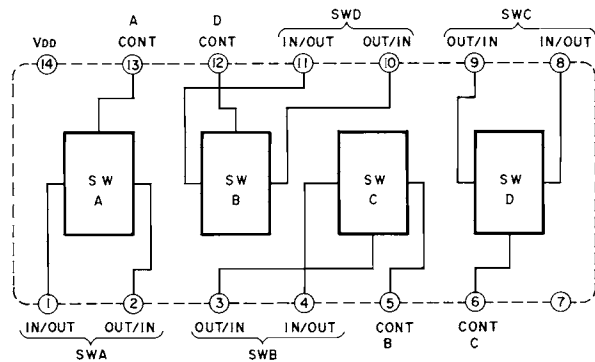 A D SWD SWC
VDD CONT CONT IN/OUT OUT/IN OUT/IN IN/OUT
14 13 12 11 10 9 8
SW A
SW B
SW C
SW D
1 2 3 4 5 6 7
IN/OUT OUT/IN OUT/IN IN/OUT CONT B CONT C
SWA SWB